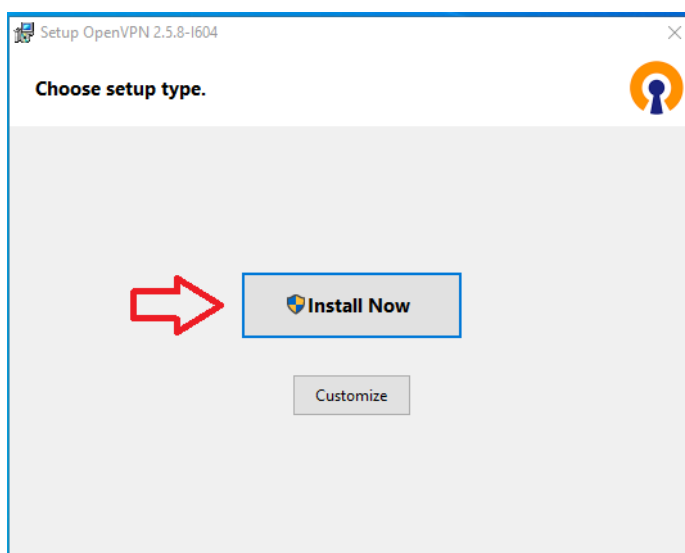 Setup OpenVPN 2.5.8-I604
Choose setup type.
Install Now
Customize